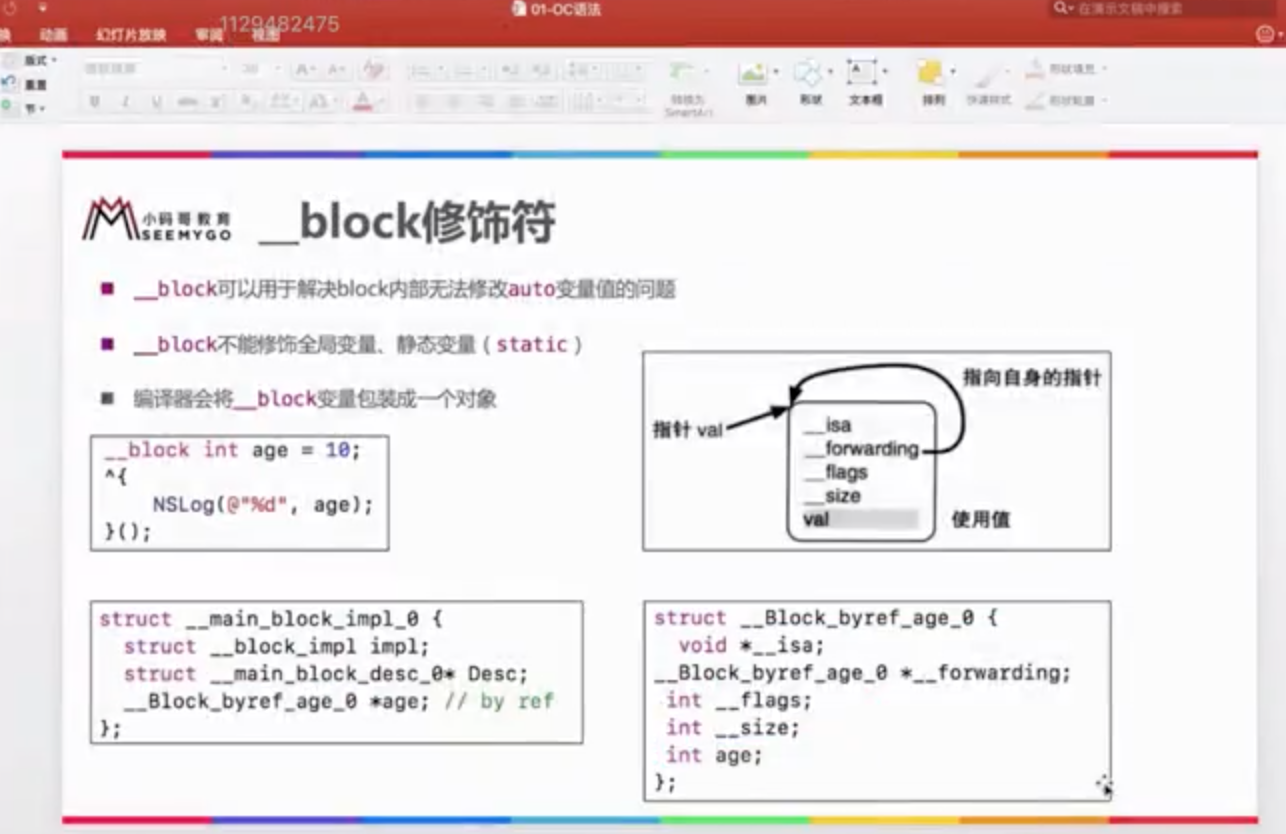 01-OC语法
在演示文稿中搜索
1129482475
换 动画 幻灯片放映 审阅 视图
版式
重置
节
转换为
SmartArt
图片
形状
文本框
排列
快速样式
形状填充
形状轮廓
小码哥教育
SEEMYGO
__block修饰符
__block可以用于解决block内部无法修改auto变量值的问题
__block不能修饰全局变量、静态变量（static）
编译器会将__block变量包装成一个对象
__block int age = 10;
^{
NSLog(@"%d", age);
}();
指向自身的指针
指针 val
__isa
__forwarding
__flags
__size
val
使用值
struct __main_block_impl_0 {
struct __block_impl impl;
struct __main_block_desc_0* Desc;
__Block_byref_age_0 *age; // by ref
};
struct __Block_byref_age_0 {
void *__isa;
__Block_byref_age_0 *__forwarding;
int __flags;
int __size;
int age;
};